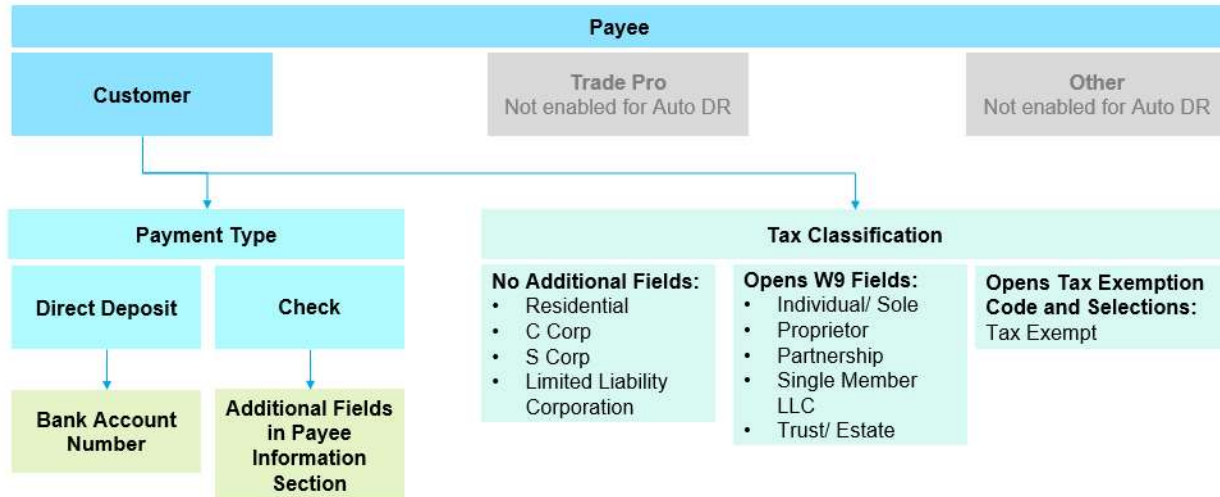 Payee
Customer
Trade Pro
Not enabled for Auto DR
Other
Not enabled for Auto DR
Payment Type
Direct Deposit
Check
Bank Account
Number
Additional Fields
in Payee
Information
Section
Tax Classification
No Additional Fields:
• Residential
• C Corp
• S Corp
• Limited Liability
Corporation
Opens W9 Fields:
• Individual/ Sole
• Proprietor
• Partnership
• Single Member
LLC
• Trust/ Estate
Opens Tax Exemption
Code and Selections:
Tax Exempt